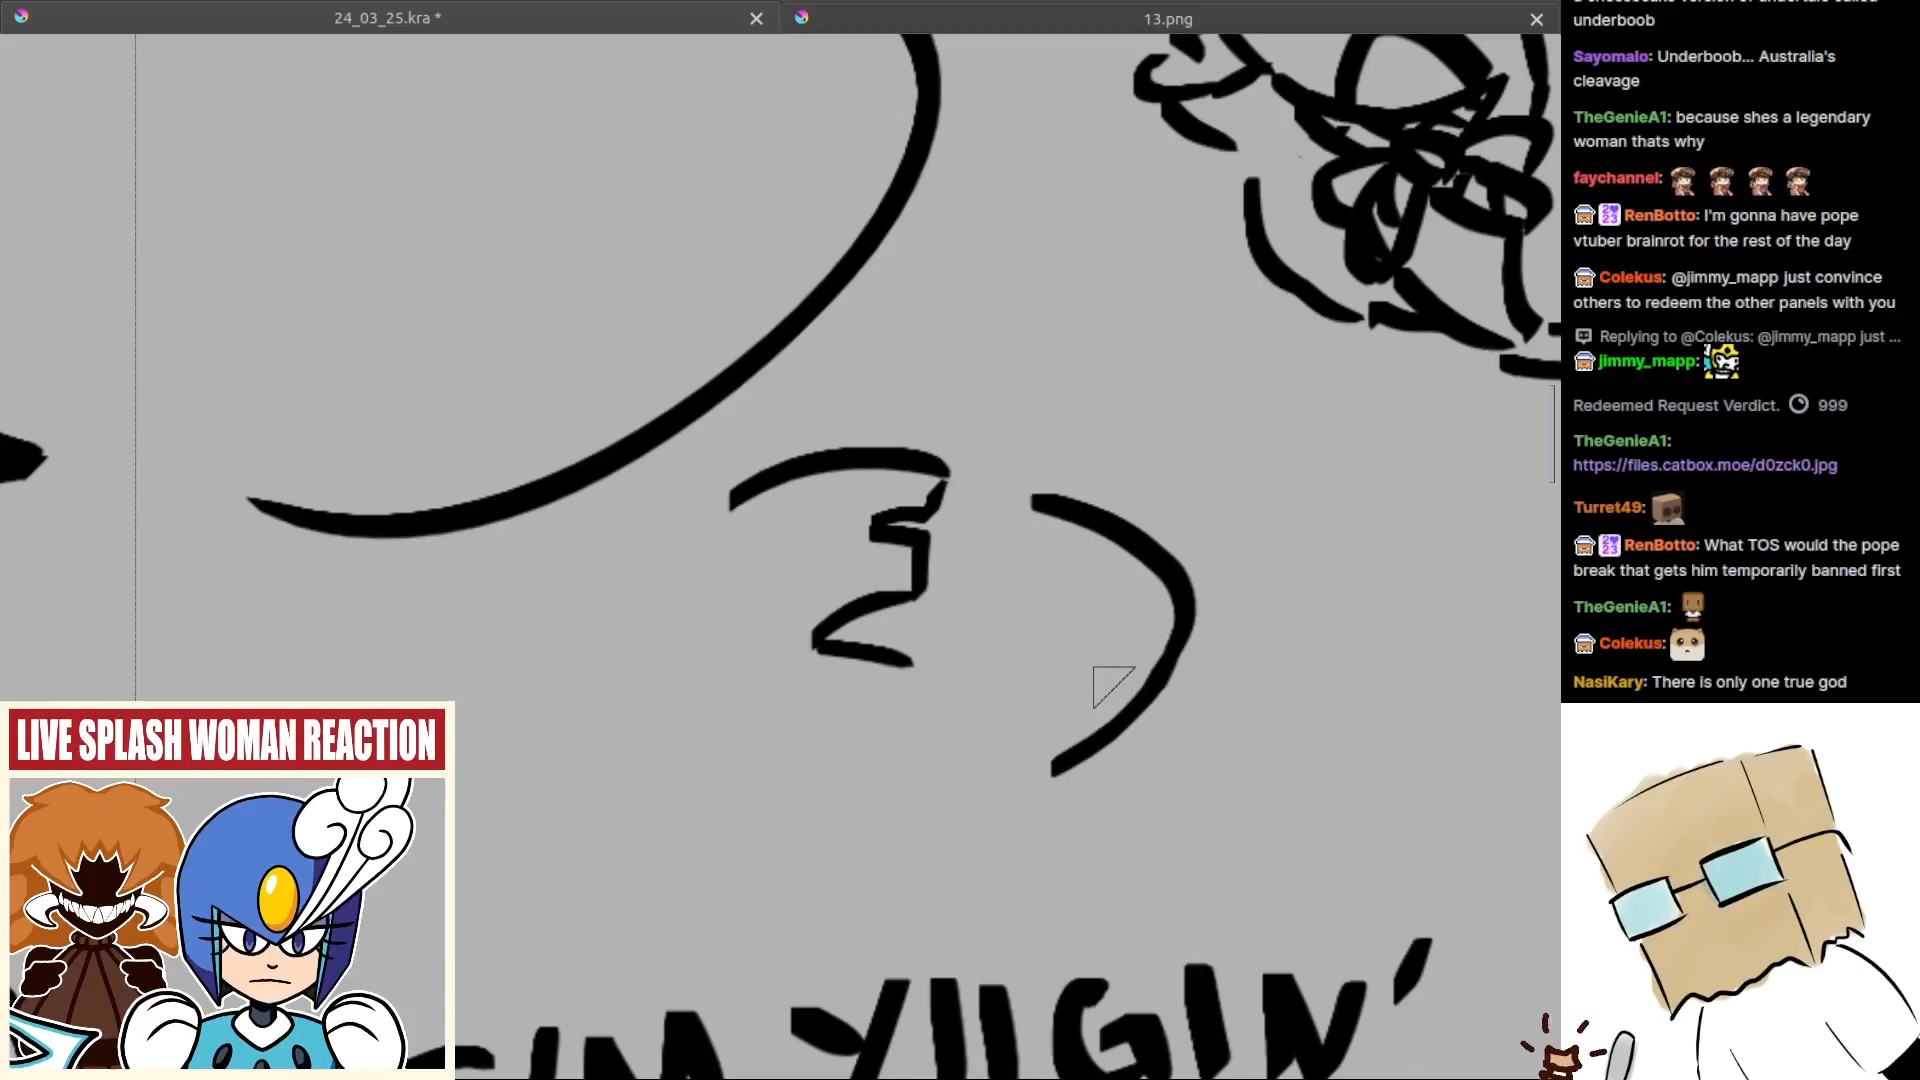 24_03_25.kra *
13.png
underboob
Sayomalo: Underboob... Australia's
cleavage
TheGenieA1: because shes a legendary
woman thats why
faychannel:
RenBotto: I'm gonna have pope
vtuber brainrot for the rest of the day
Colekus: @jimmy_mapp just convince
others to redeem the other panels with you
Replying to @Colekus: @jimmy_mapp just ...
jimmy_mapp:
Redeemed Request Verdict. 999
TheGenieA1:
https://files.catbox.moe/d0zck0.jpg
Turret49:
RenBotto: What TOS would the pope
break that gets him temporarily banned first
TheGenieA1:
Colekus:
NasiKary: There is only one true god
LIVE SPLASH WOMAN REACTION